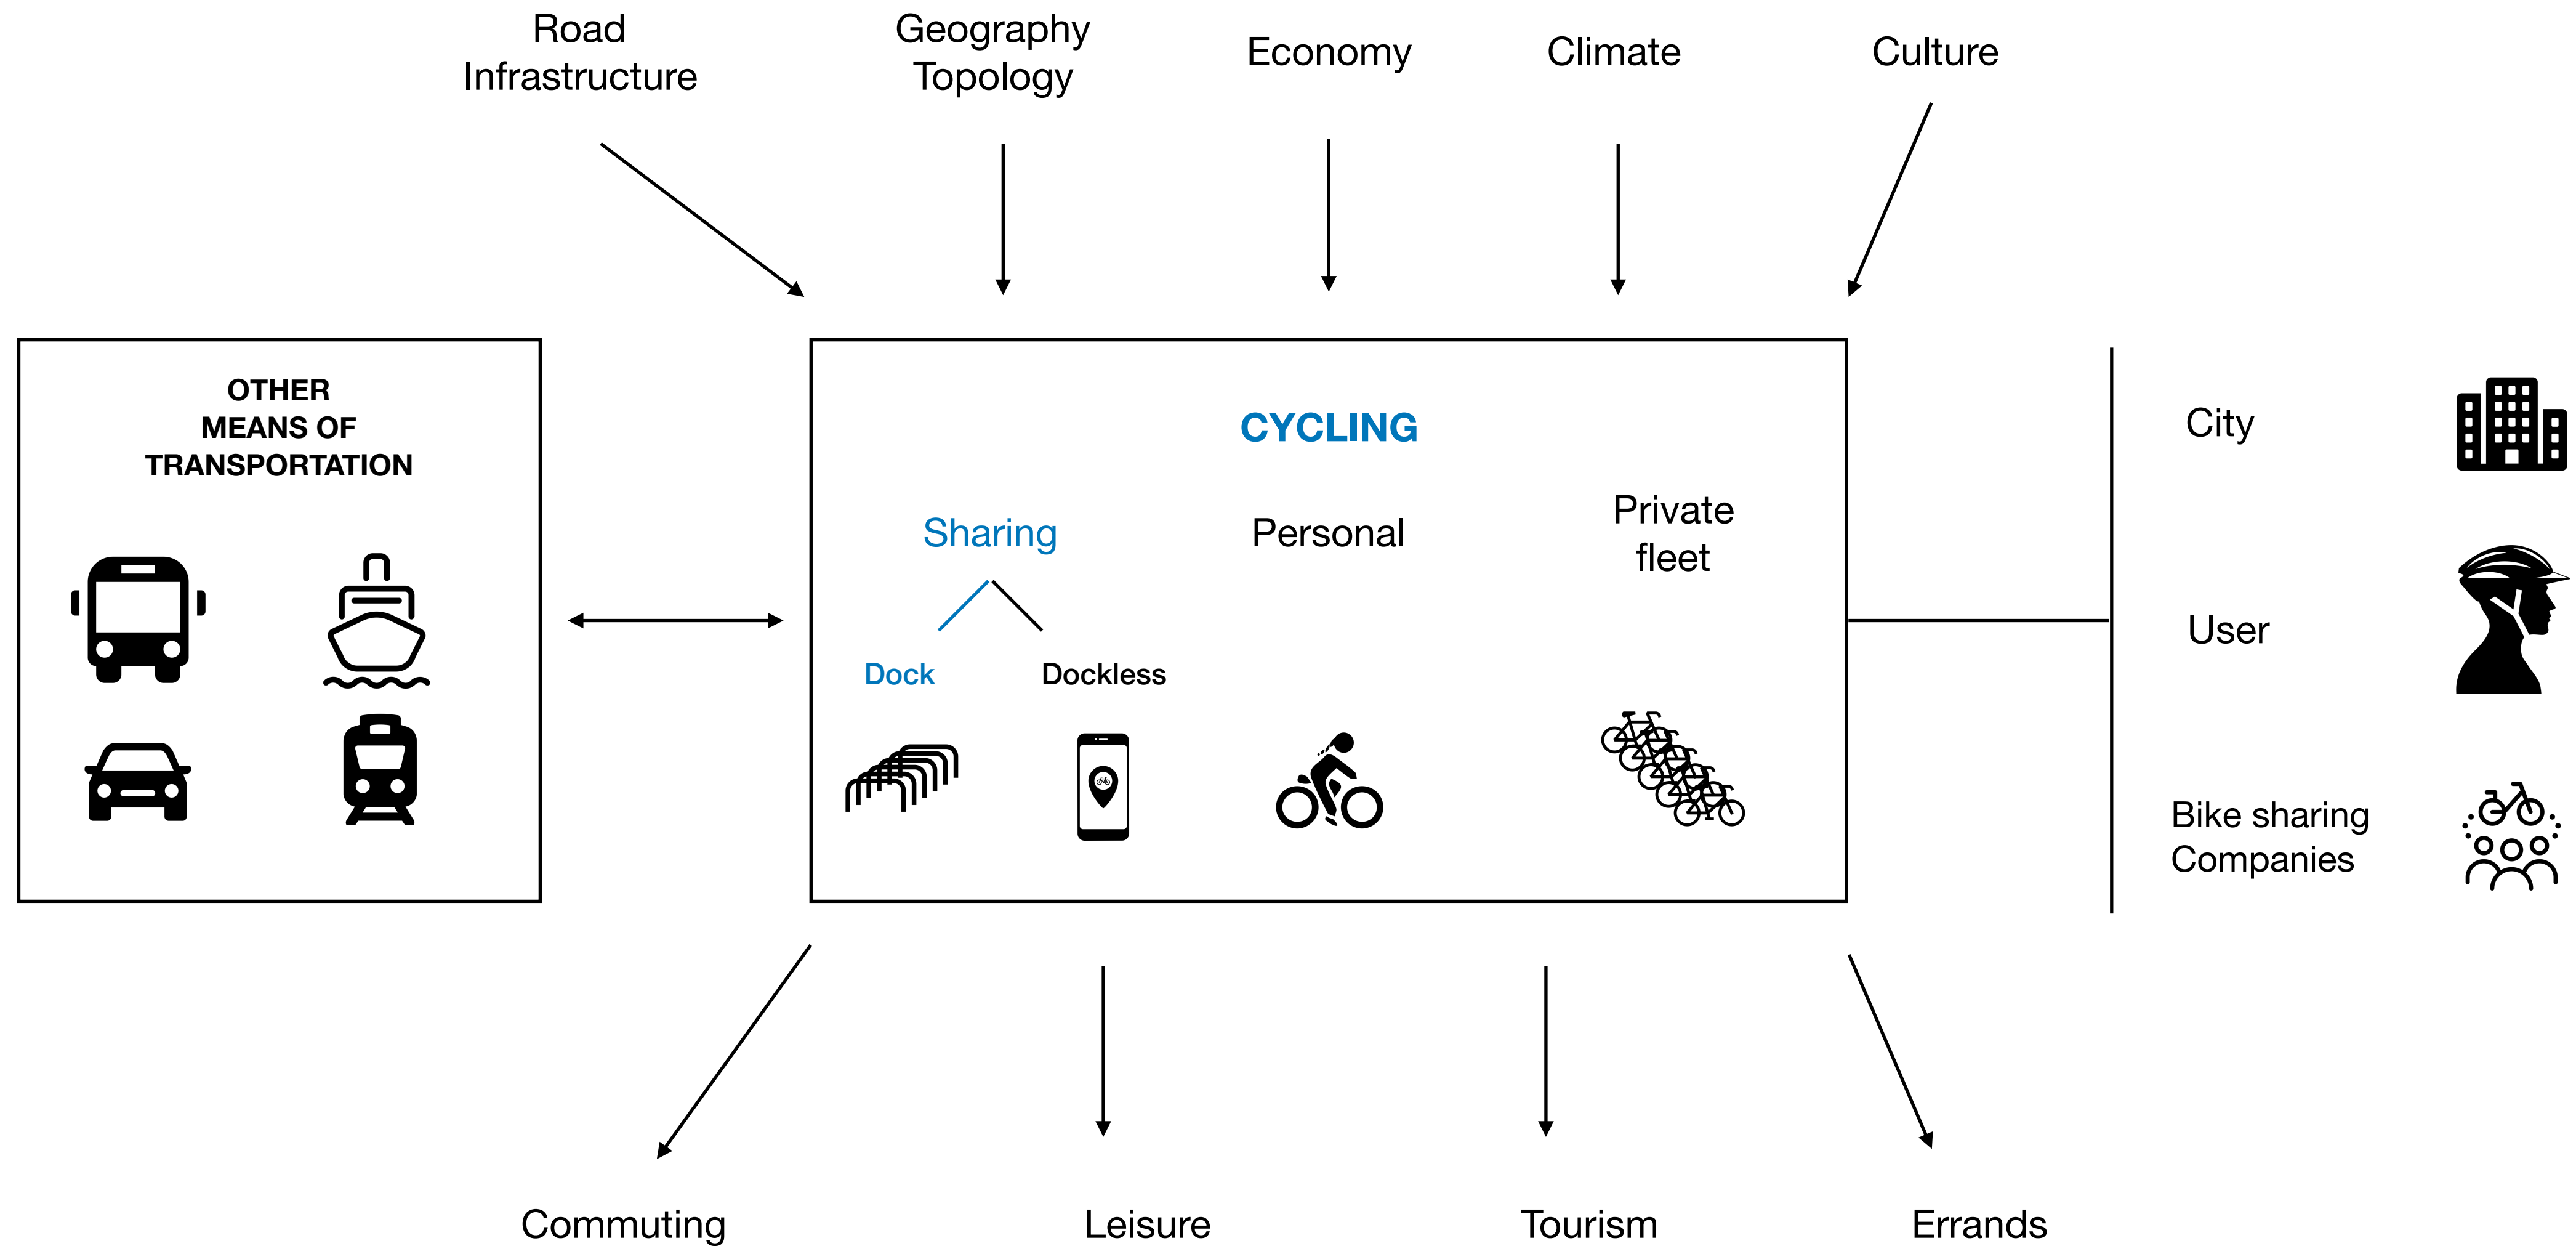 Road
Infrastructure
Geography
Topology
Economy
Climate
Culture
OTHER
MEANS OF
TRANSPORTATION
CYCLING
Sharing
Personal
Private
fleet
Dock
Dockless
City
User
Bike sharing
Companies
Commuting
Leisure
Tourism
Errands